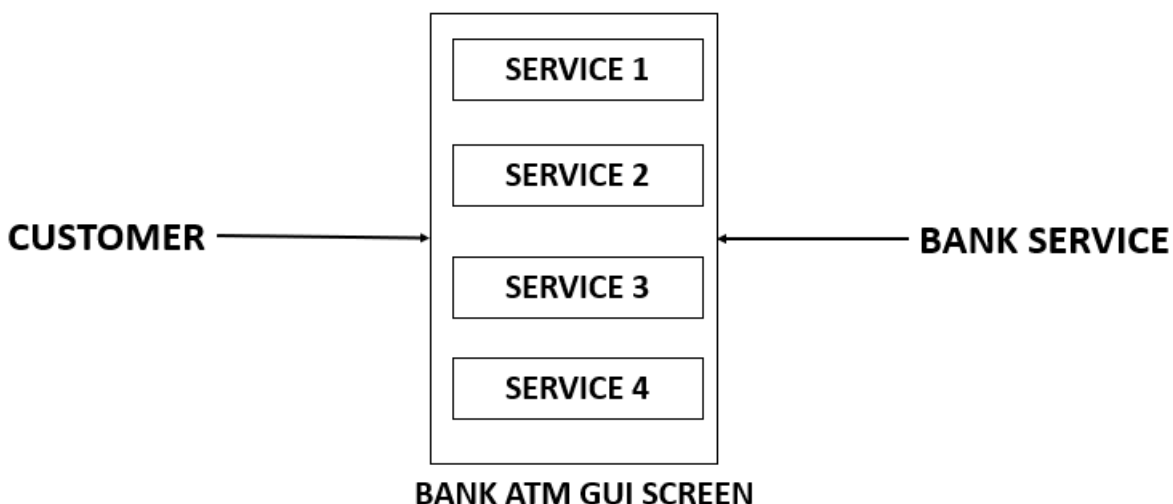 SERVICE 1
SERVICE 2
CUSTOMER
BANK SERVICE
SERVICE 3
SERVICE 4
BANK ATM GUI SCREEN